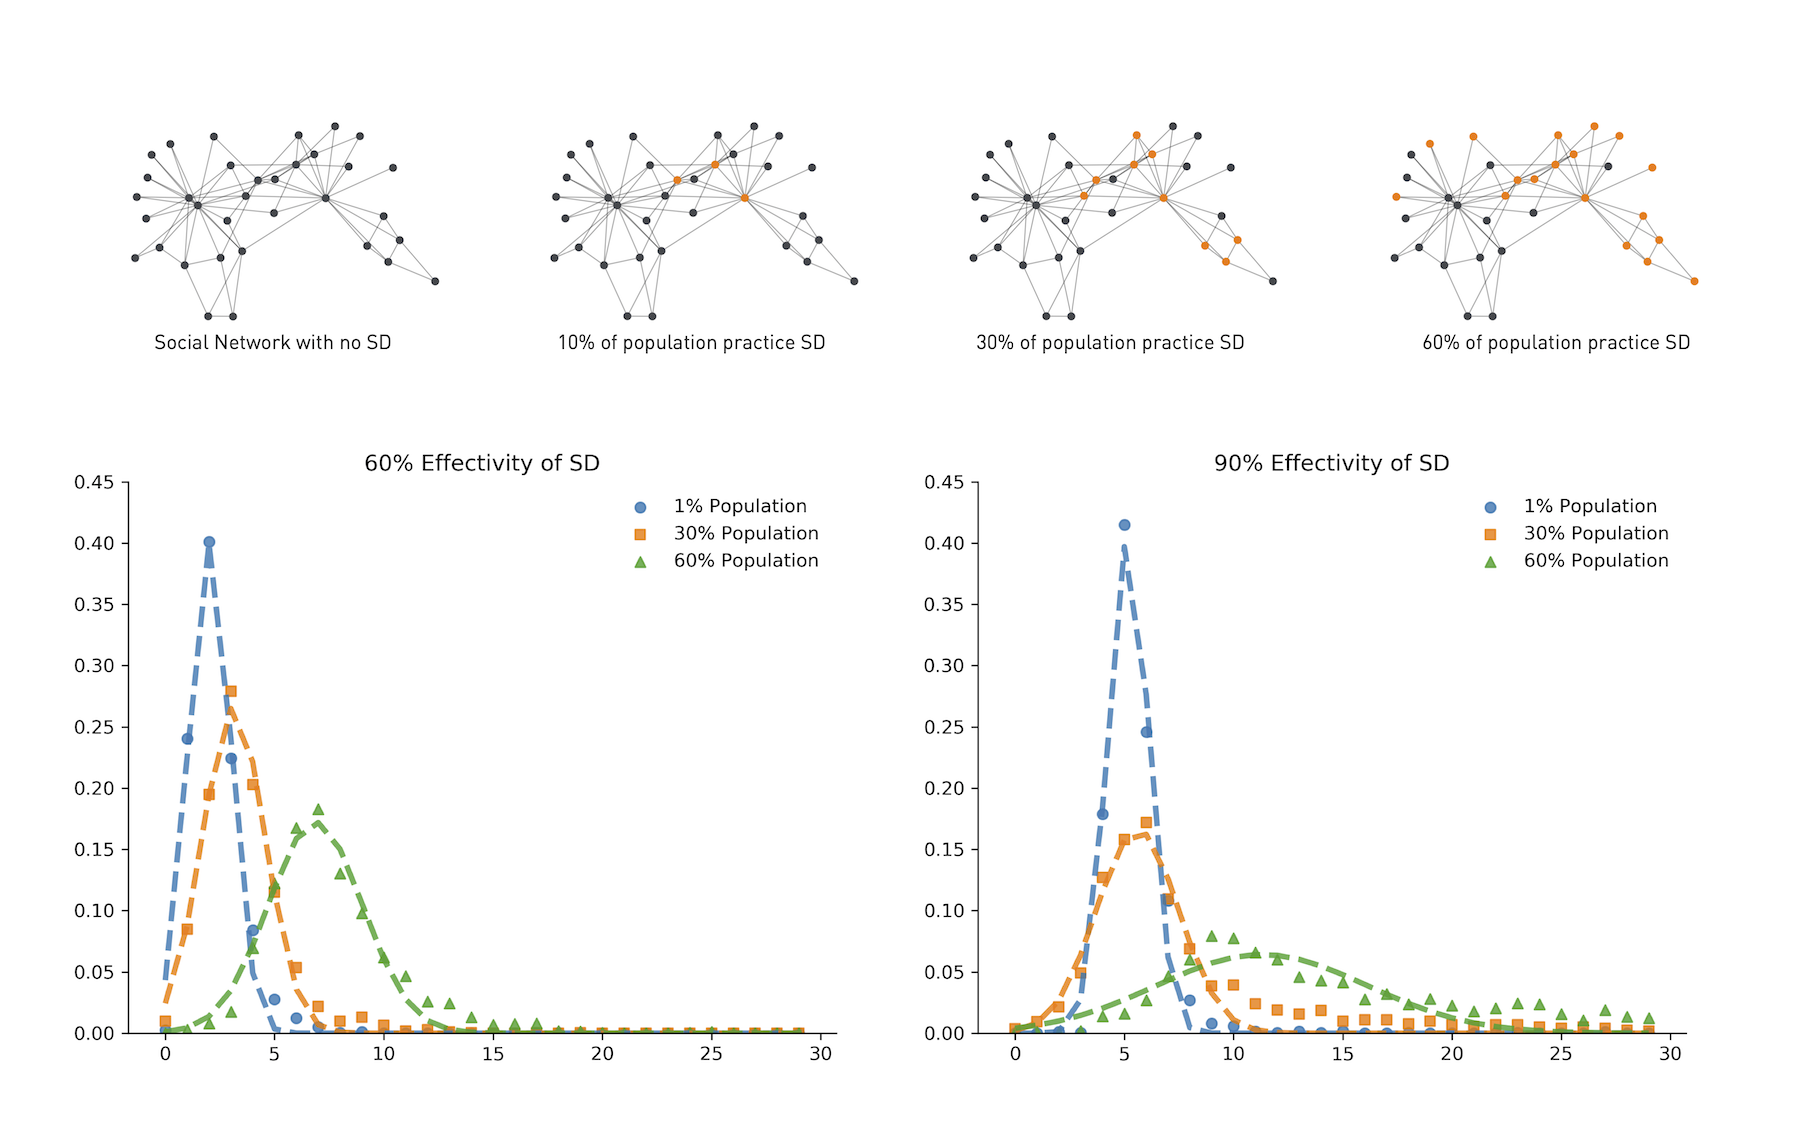 Social Network with no SD
10% of population practice SD
30% of population practice SD
60% of population practice SD
60% Effectivity of SD
0.45
0.40
0.35
0.30
0.25
0.20
0.15
0.10
0.05
0.00
0 5 10 15 20 25 30
1% Population
30% Population
60% Population
90% Effectivity of SD
0.45
0.40
0.35
0.30
0.25
0.20
0.15
0.10
0.05
0.00
0 5 10 15 20 25 30
1% Population
30% Population
60% Population